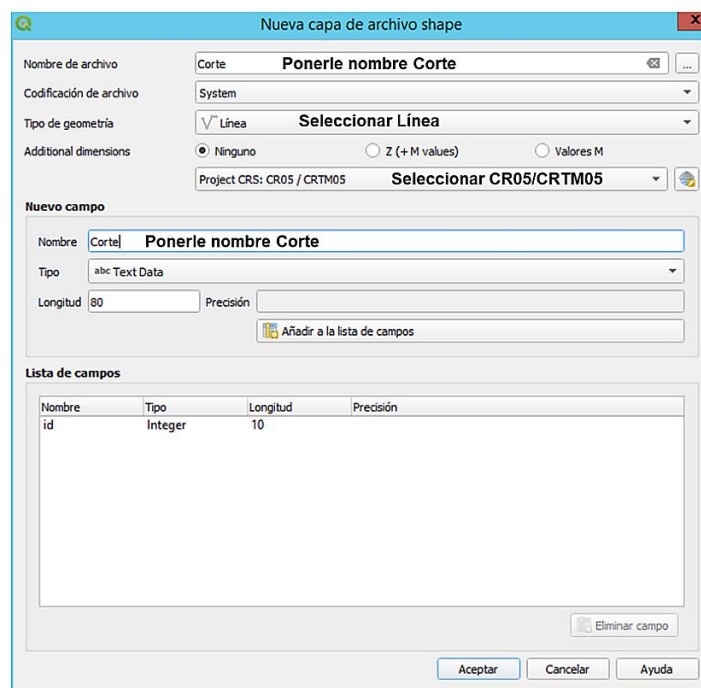 Nueva capa de archivo shape
x
Nombre de archivo Corte Ponerle nombre Corte ...
Codificación de archivo System
Tipo de geometría Línea Seleccionar Línea
Additional dimensions Ninguno Z (+ M values) Valores M
Project CRS: CR05 / CRTM05 Seleccionar CR05/CRTM05
Nuevo campo
Nombre Corte Ponerle nombre Corte
Tipo abc Text Data
Longitud 80 Precisión
Añadir a la lista de campos
Lista de campos
Nombre Tipo Longitud Precisión
id Integer 10
Eliminar campo
Aceptar Cancelar Ayuda